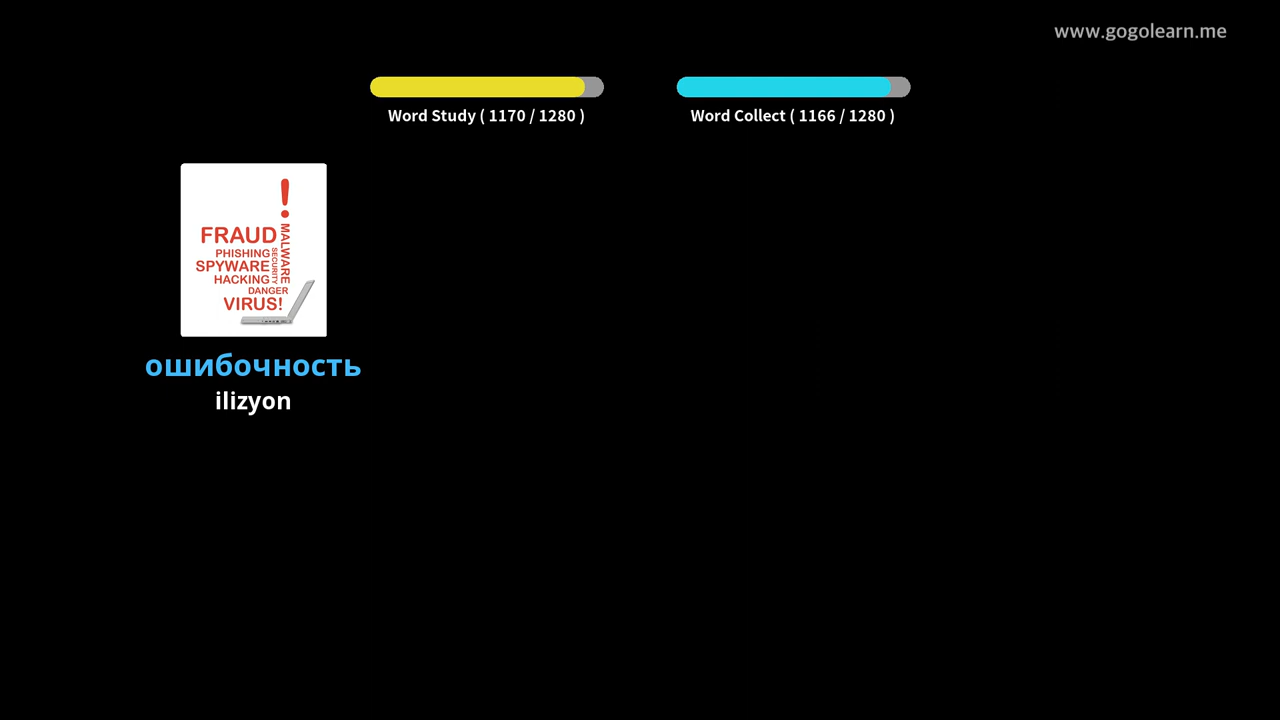 www.gogolearn.me
Word Study ( 1170 / 1280 )
Word Collect ( 1166 / 1280 )
!
FRAUD
PHISHING
SPYWARE
HACKING
DANGER
VIRUS!
SECURITY
MALWARE
ошибочность
ilizyon